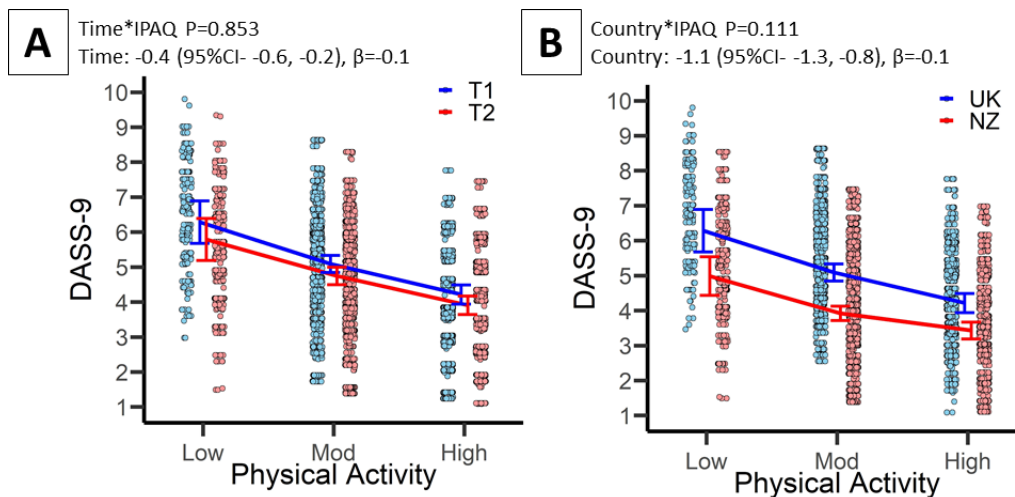 A
Time*IPAQ P=0.853
Time: -0.4 (95%CI- -0.6, -0.2), β=-0.1
T1
T2
DASS-9
10
9
8
7
6
5
4
3
2
1
Low
Mod
High
Physical Activity
B
Country*IPAQ P=0.111
Country: -1.1 (95%CI- -1.3, -0.8), β=-0.1
UK
NZ
DASS-9
10
9
8
7
6
5
4
3
2
1
Low
Mod
High
Physical Activity